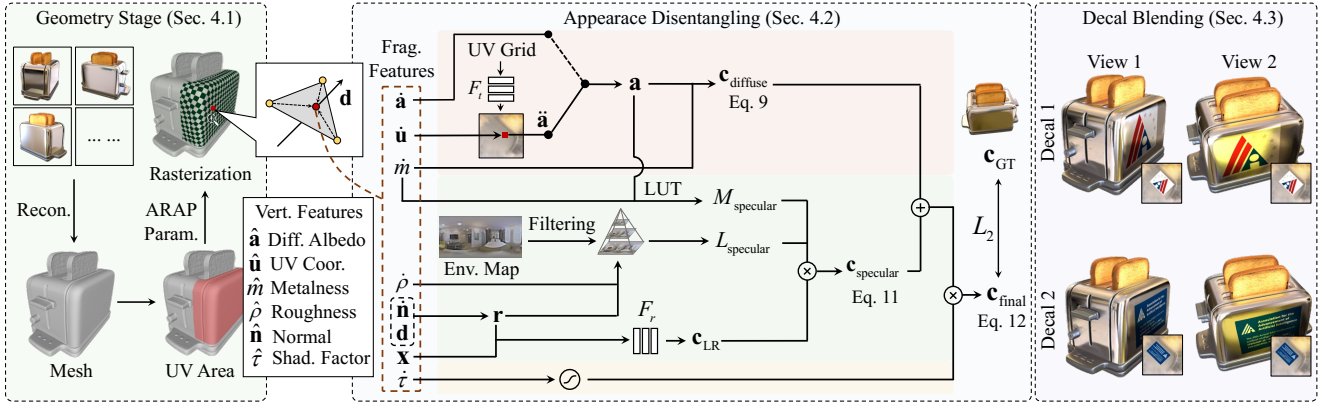 Geometry Stage (Sec. 4.1)
... ...
Rasterization
Recon.
ARAP
Param.
Mesh
UV Area
d
Vert. Features
â Diff. Albedo
û UV Coor.
m̂ Metalness
ρ̂ Roughness
n̂ Normal
τ̂ Shad. Factor
Appearace Disentangling (Sec. 4.2)
Frag.
Features
ȧ
u̇
ṁ
ρ̇
ṅ
d
x
τ̇
UV Grid
F_t
ä
a
c_diffuse
Eq. 9
LUT
M_specular
Filtering
Env. Map
L_specular
r
F_r
c_LR
c_specular
Eq. 11
c_GT
L_2
c_final
Eq. 12
Decal Blending (Sec. 4.3)
View 1
View 2
Decal 1
Decal 2